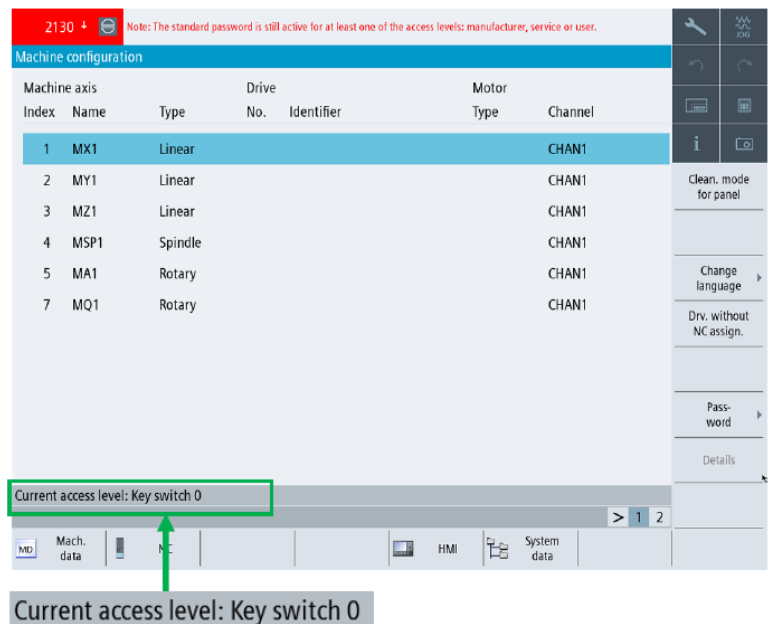 2130 Note: The standard password is still active for at least one of the access levels: manufacturer, service or user.
JOG
Machine configuration
Machine axis Drive Motor
Index Name Type No. Identifier Type Channel
1 MX1 Linear CHAN1
2 MY1 Linear CHAN1
3 MZ1 Linear CHAN1
4 MSP1 Spindle CHAN1
5 MA1 Rotary CHAN1
7 MQ1 Rotary CHAN1
i
Clean. mode
for panel
Change
language
Drv. without
NC assign.
Pass-
word
Details
Current access level: Key switch 0
> 1 2
MD Mach.
data
NC
HMI
System
data
Current access level: Key switch 0